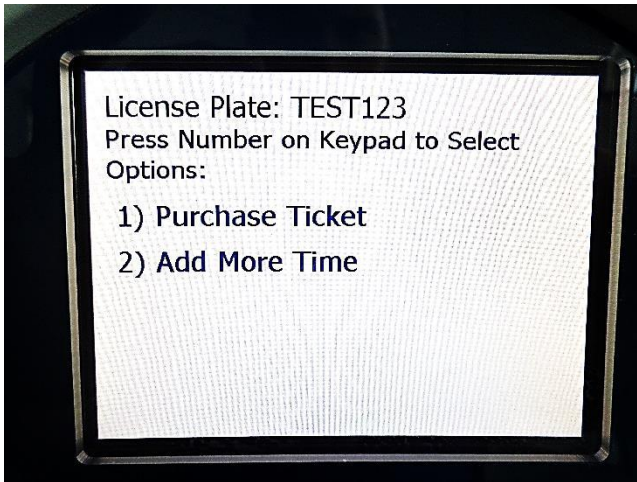 License Plate: TEST123
Press Number on Keypad to Select
Options:
1) Purchase Ticket
2) Add More Time